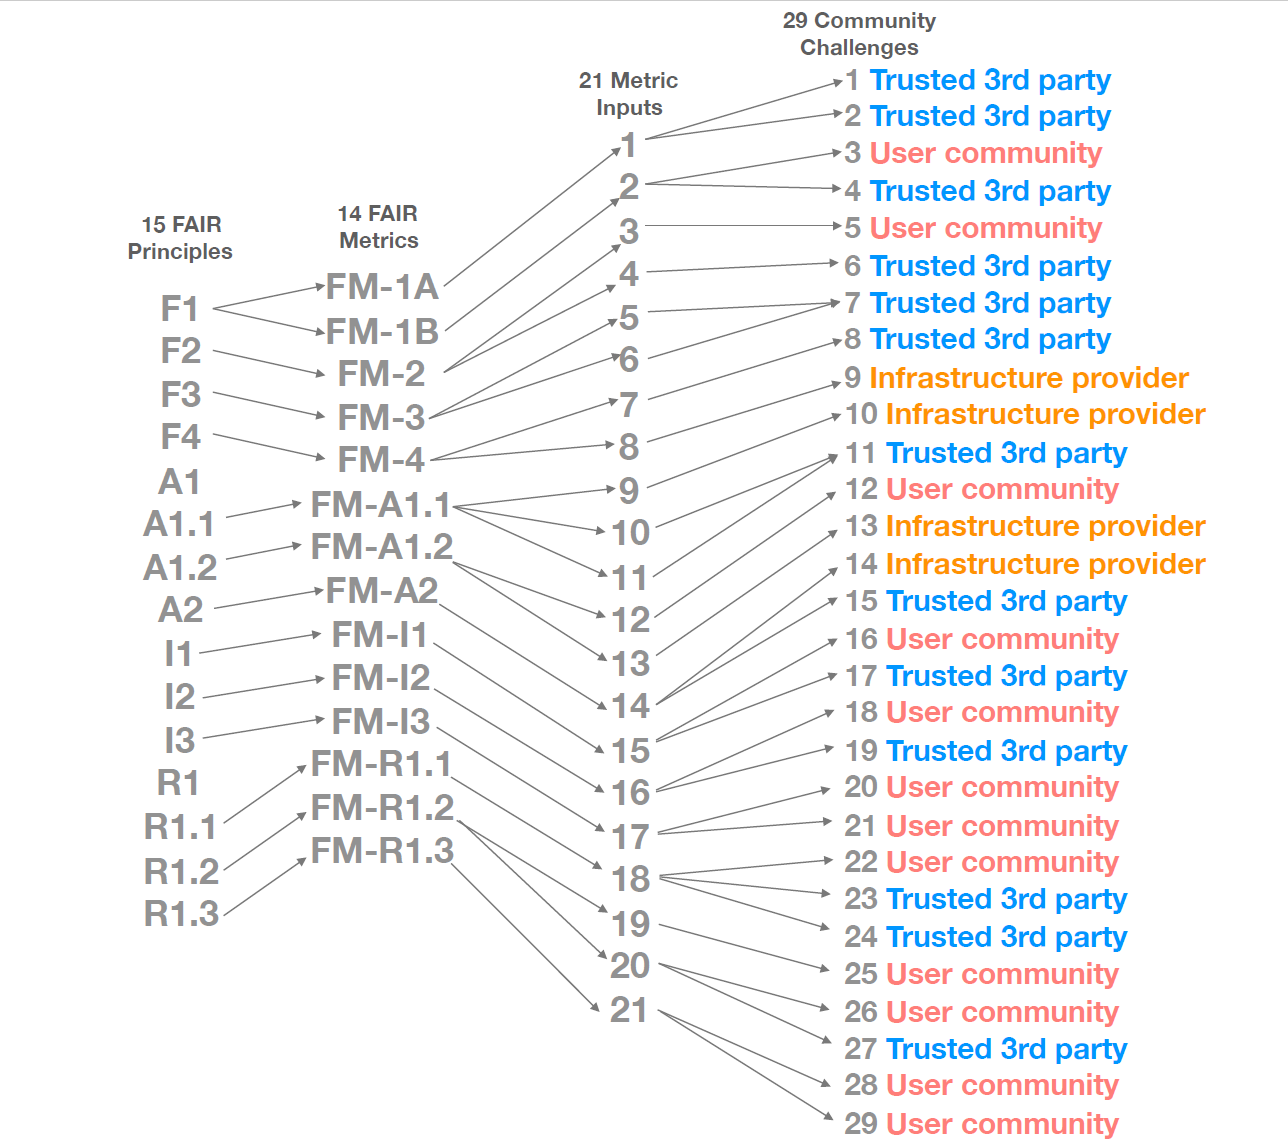 15 FAIR
Principles
F1
F2
F3
F4
A1
A1.1
A1.2
A2
I1
I2
I3
R1
R1.1
R1.2
R1.3
14 FAIR
Metrics
FM-1A
FM-1B
FM-2
FM-3
FM-4
FM-A1.1
FM-A1.2
FM-A2
FM-I1
FM-I2
FM-I3
FM-R1.1
FM-R1.2
FM-R1.3
21 Metric
Inputs
1
2
3
4
5
6
7
8
9
10
11
12
13
14
15
16
17
18
19
20
21
29 Community
Challenges
1 Trusted 3rd party
2 Trusted 3rd party
3 User community
4 Trusted 3rd party
5 User community
6 Trusted 3rd party
7 Trusted 3rd party
8 Trusted 3rd party
9 Infrastructure provider
10 Infrastructure provider
11 Trusted 3rd party
12 User community
13 Infrastructure provider
14 Infrastructure provider
15 Trusted 3rd party
16 User community
17 Trusted 3rd party
18 User community
19 Trusted 3rd party
20 User community
21 User community
22 User community
23 Trusted 3rd party
24 Trusted 3rd party
25 User community
26 User community
27 Trusted 3rd party
28 User community
29 User community